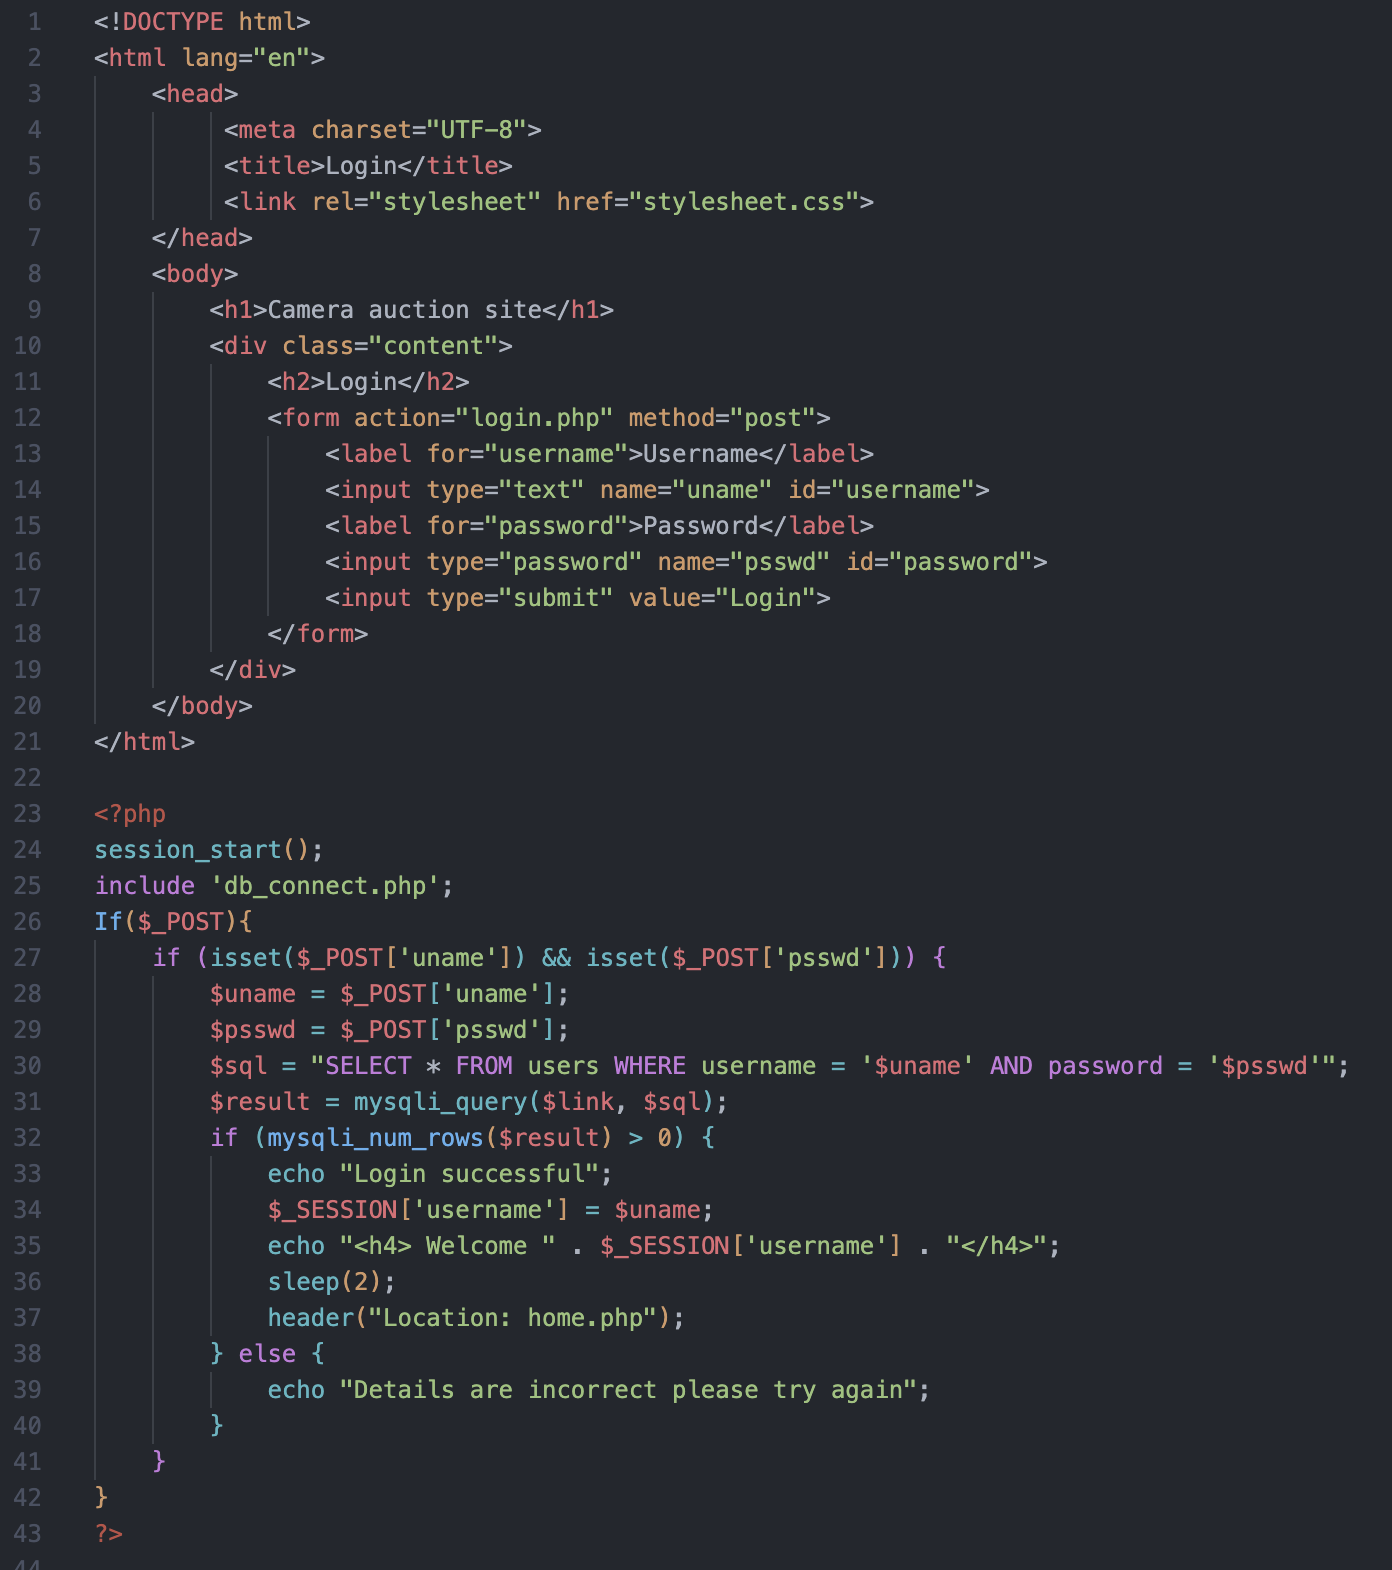 1 <!DOCTYPE html>
2 <html lang="en">
3     <head>
4          <meta charset="UTF-8">
5          <title>Login</title>
6          <link rel="stylesheet" href="stylesheet.css">
7     </head>
8     <body>
9         <h1>Camera auction site</h1>
10         <div class="content">
11             <h2>Login</h2>
12             <form action="login.php" method="post">
13                 <label for="username">Username</label>
14                 <input type="text" name="uname" id="username">
15                 <label for="password">Password</label>
16                 <input type="password" name="psswd" id="password">
17                 <input type="submit" value="Login">
18             </form>
19         </div>
20     </body>
21 </html>
22
23 <?php
24 session_start();
25 include 'db_connect.php';
26 If($_POST){
27     if (isset($_POST['uname']) && isset($_POST['psswd'])) {
28         $uname = $_POST['uname'];
29         $psswd = $_POST['psswd'];
30         $sql = "SELECT * FROM users WHERE username = '$uname' AND password = '$psswd'";
31         $result = mysqli_query($link, $sql);
32         if (mysqli_num_rows($result) > 0) {
33             echo "Login successful";
34             $_SESSION['username'] = $uname;
35             echo "<h4> Welcome " . $_SESSION['username'] . "</h4>";
36             sleep(2);
37             header("Location: home.php");
38         } else {
39             echo "Details are incorrect please try again";
40         }
41     }
42 }
43 ?>
44